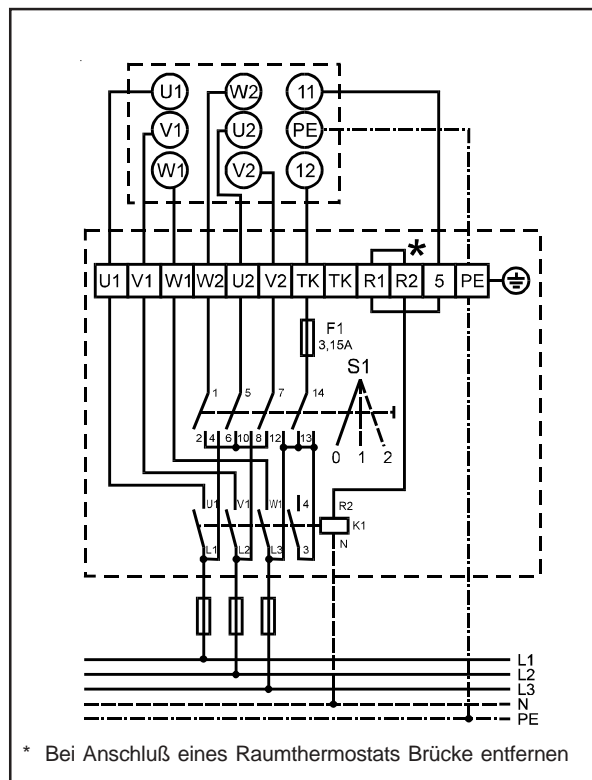 U1 W2 11
V1 U2 PE
W1 V2 12
*
U1 V1 W1 W2 U2 V2 TK TK R1 R2 5 PE
F1
3,15A
S1
1 5 7 14
2 4 6 10 8 12 13
0 1 2
U1 V1 W1 4 R2
K1
L1 L2 L3 3 N
L1
L2
L3
N
PE
* Bei Anschluß eines Raumthermostats Brücke entfernen